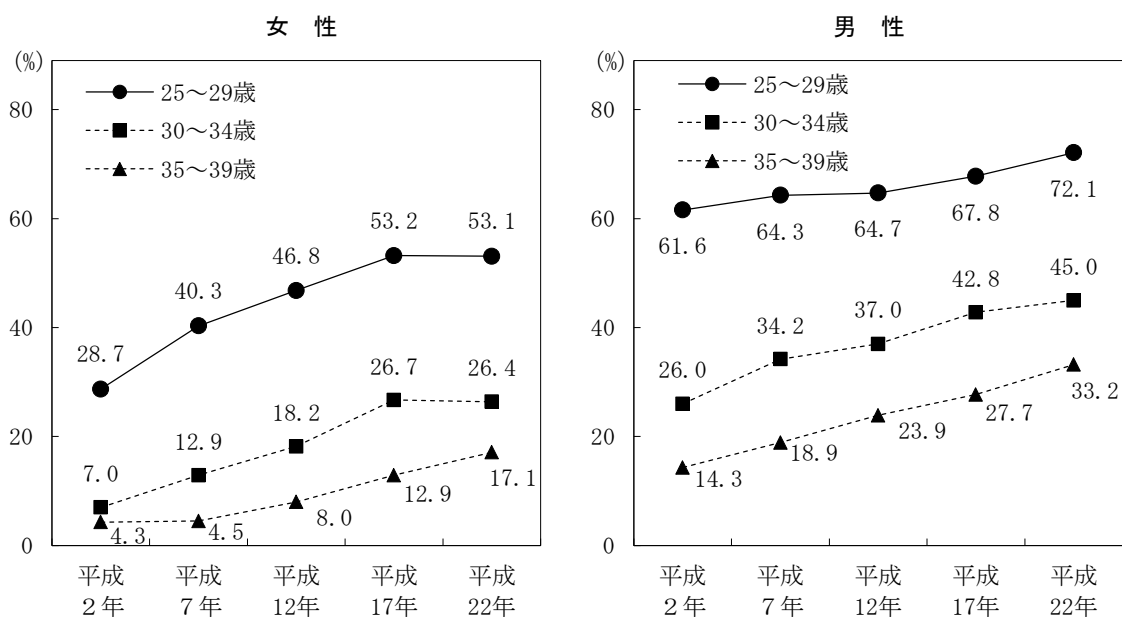 女 性
(%)
25～29歳
30～34歳
35～39歳
80
60
40
20
0
28.7
40.3
46.8
53.2
53.1
7.0
12.9
18.2
26.7
26.4
4.3
4.5
8.0
12.9
17.1
平成
2年
平成
7年
平成
12年
平成
17年
平成
22年
男 性
(%)
25～29歳
30～34歳
35～39歳
80
60
40
20
0
61.6
64.3
64.7
67.8
72.1
26.0
34.2
37.0
42.8
45.0
14.3
18.9
23.9
27.7
33.2
平成
2年
平成
7年
平成
12年
平成
17年
平成
22年